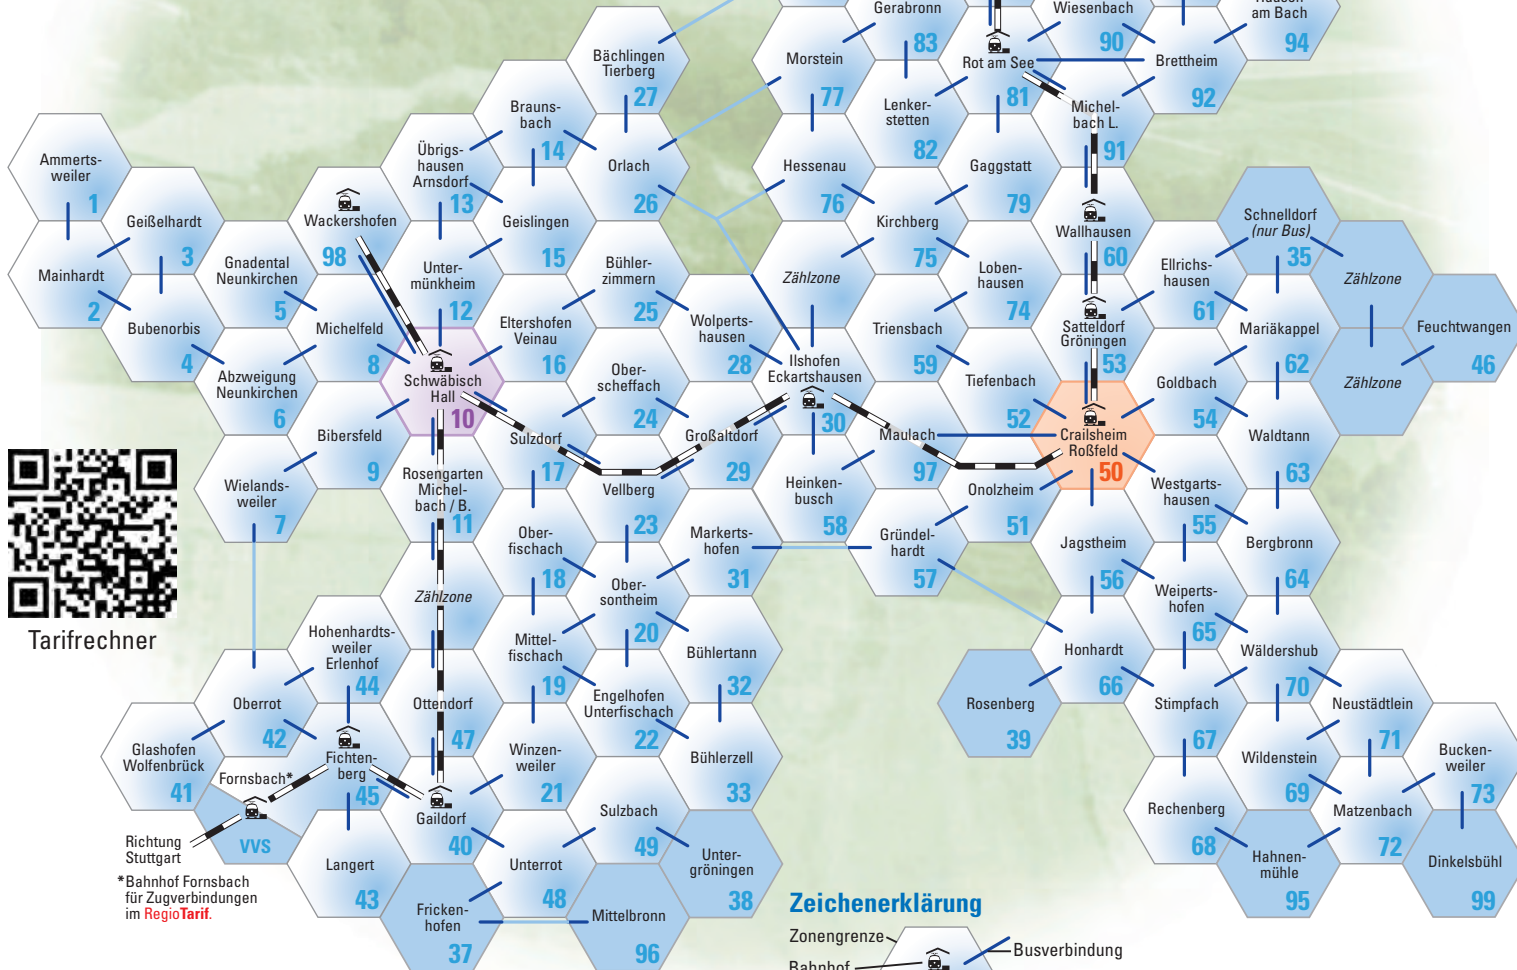 Gerabronn
83
Wiesenbach
90
am Bach
94
Bächlingen
Tierberg
27
Morstein
77
Rot am See
81
Brettheim
92
Brauns-
bach
14
Lenker-
stetten
82
Michel-
bach L.
91
Ammerts-
weiler
1
Übrigs-
hausen
Arnsdorf
13
Orlach
26
Hessenau
76
Gaggstatt
79
Geißelhardt
3
Wackershofen
98
Geislingen
15
Kirchberg
75
Wallhausen
60
Schnelldorf
(nur Bus)
35
Mainhardt
2
Gnadental
Neunkirchen
5
Unter-
münkheim
12
Bühler-
zimmern
25
Zählzone
Loben-
hausen
74
Ellrichs-
hausen
61
Zählzone
Bubenorbis
4
Michelfeld
8
Eltershofen
Veinau
16
Wolperts-
hausen
28
Triensbach
59
Satteldorf
Gröningen
53
Mariäkappel
62
Feuchtwangen
46
Abzweigung
Neunkirchen
6
Schwäbisch
Hall
10
Ober-
scheffach
24
Ilshofen
Eckartshausen
30
Tiefenbach
52
Goldbach
54
Zählzone
Bibersfeld
9
Sulzdorf
17
Großaltdorf
29
Maulach
97
Crailsheim
Roßfeld
50
Waldtann
63
Wielands-
weiler
7
Rosengarten
Michel-
bach / B.
11
Vellberg
23
Heinken-
busch
58
Onolzheim
51
Westgarts-
hausen
55
Ober-
fischach
18
Markerts-
hofen
31
Gründel-
hardt
57
Jagstheim
56
Bergbronn
64
Tarifrechner
Zählzone
Ober-
sontheim
20
Weiperts-
hofen
65
Hohenhardts-
weiler
Erlenhof
44
Mittel-
fischach
19
Bühlertann
32
Honhardt
66
Wäldershub
70
Oberrot
42
Ottendorf
47
Engelhofen
Unterfischach
22
Rosenberg
39
Stimpfach
67
Neustädtlein
71
Glashofen
Wolfenbrück
41
Fornsbach*
Fichten-
berg
45
Winzen-
weiler
21
Bühlerzell
33
Wildenstein
69
Bucken-
weiler
73
VVS
Richtung
Stuttgart
Gaildorf
40
Sulzbach
49
Rechenberg
68
Matzenbach
72
Langert
43
Unterrot
48
Unter-
gröningen
38
Hahnen-
mühle
95
Dinkelsbühl
99
*Bahnhof Fornsbach
für Zugverbindungen
im RegioTarif.
Fricken-
hofen
37
Mittelbronn
96
Zeichenerklärung
Zonengrenze
Busverbindung
Bahnhof